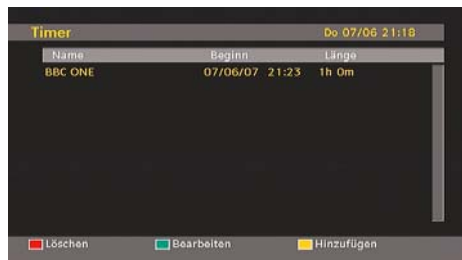 Timer Do 07/06 21:18
Name Beginn Länge
BBC ONE 07/06/07 21:23 1h 0m
Löschen Bearbeiten Hinzufügen